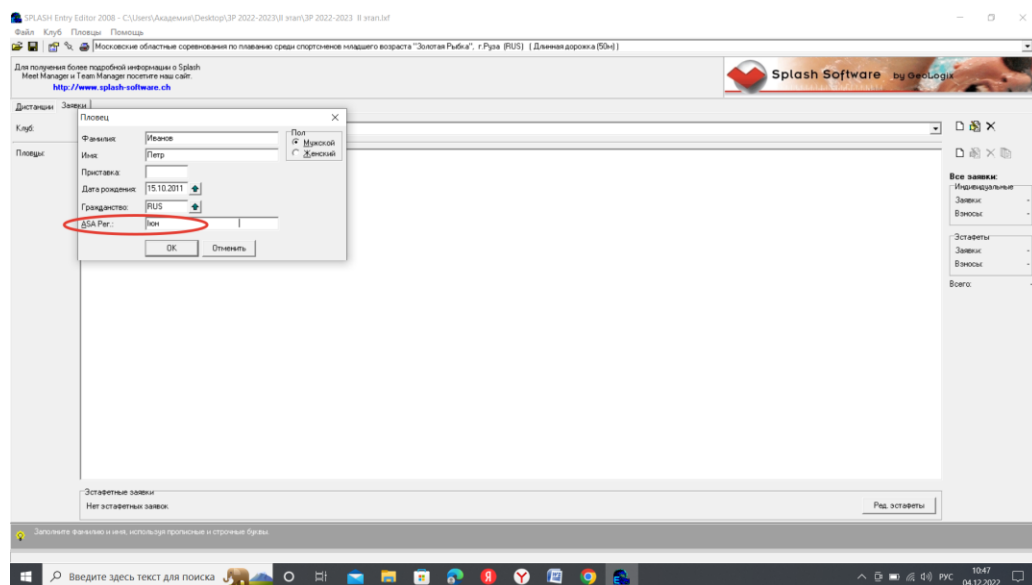 SPLASH Entry Editor 2008 - C:\Users\Академия\Desktop\ЗР 2022-2023\II этап\ЗР 2022-2023 II этап.lxf
Файл Клуб Пловцы Помощь
Московские областные соревнования по плаванию среди спортсменов младшего возраста "Золотая Рыбка", г.Руза (RUS) ( Длинная дорожка (50м) )
Для получения более подробной информации о Splash
Meet Manager и Team Manager посетите наш сайт.
http://www.splash-software.ch
Splash Software by GeoLogix
Дистанции Заявки
Клуб:
Пловцы:
Пловец
Фамилия: Иванов
Имя: Петр
Приставка:
Дата рождения: 15.10.2011
Гражданство: RUS
ASA Рег.: Iюн
Пол
Мужской
Женский
OK Отменить
Все заявки:
Индивидуальные
Заявки: -
Взносы: -
Эстафеты
Заявки: -
Взносы: -
Всего: -
Эстафетные заявки
Нет эстафетных заявок.
Ред. эстафеты
Заполните фамилию и имя, используя прописные и строчные буквы.
Введите здесь текст для поиска
РУС
10:47
04.12.2022